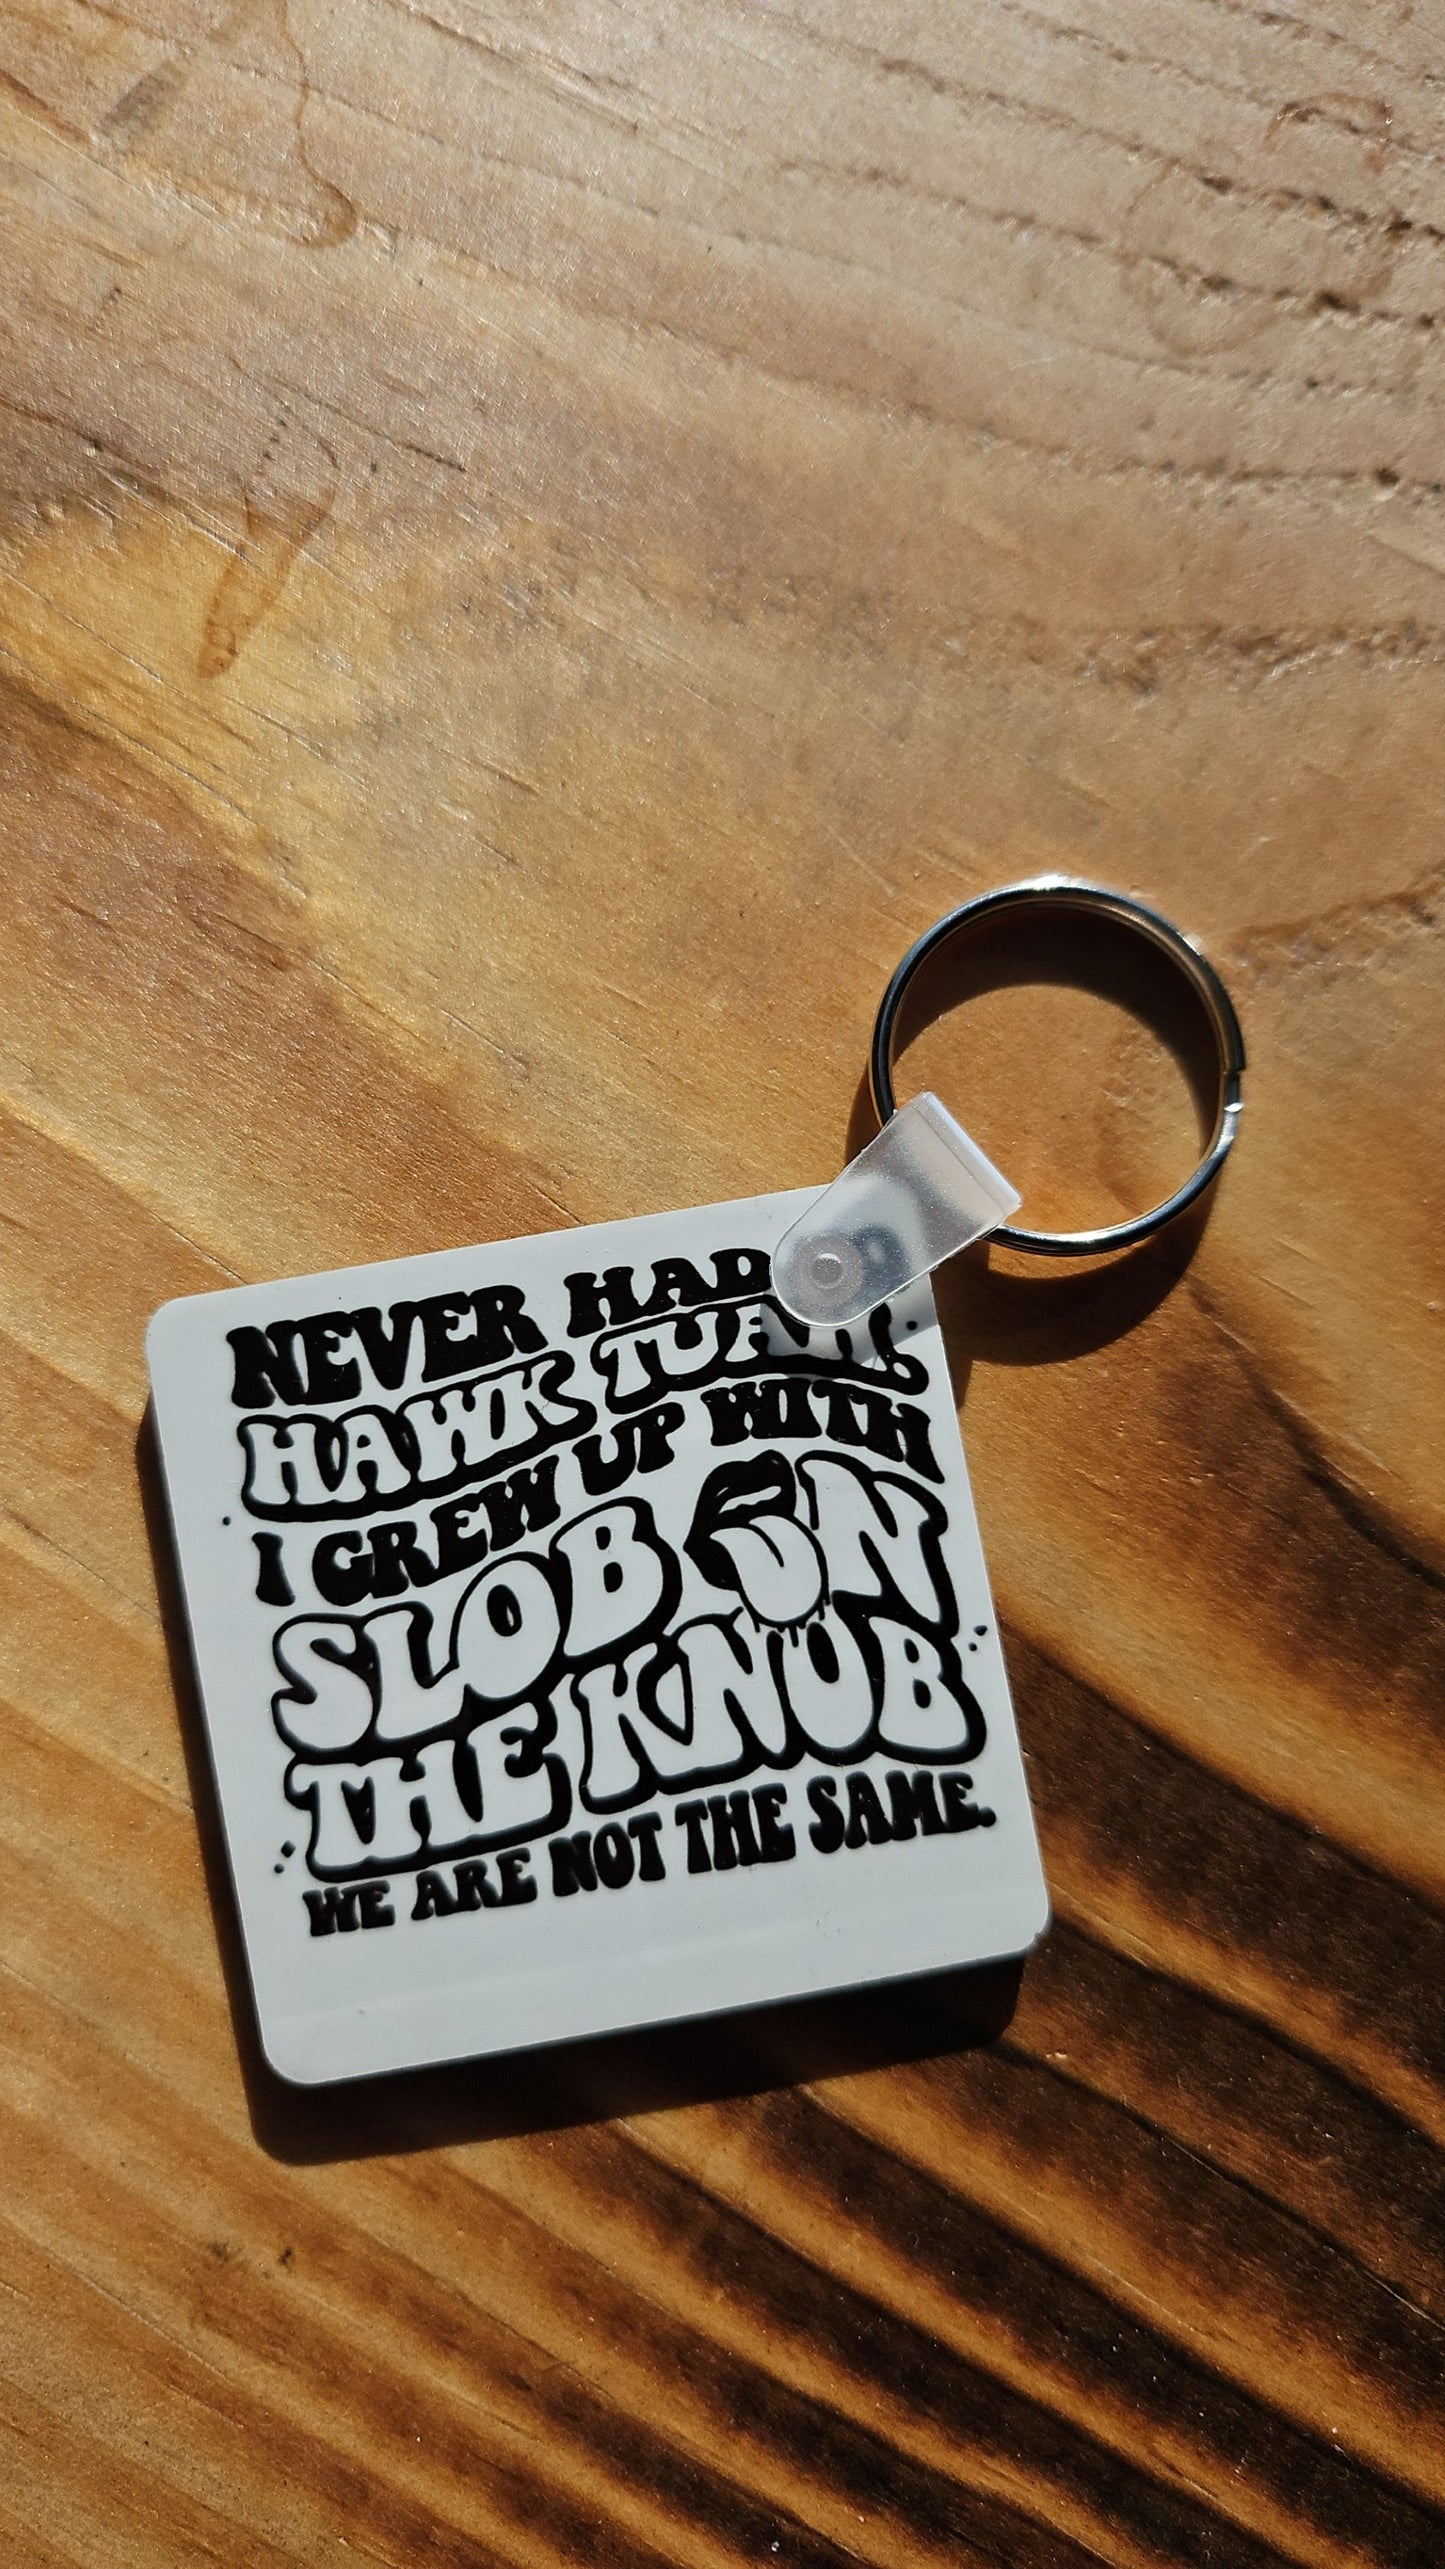 NEVER HAD
HAWK TUAH.
I GREW UP WITH
SLOB ON
THE KNOB
WE ARE NOT THE SAME.